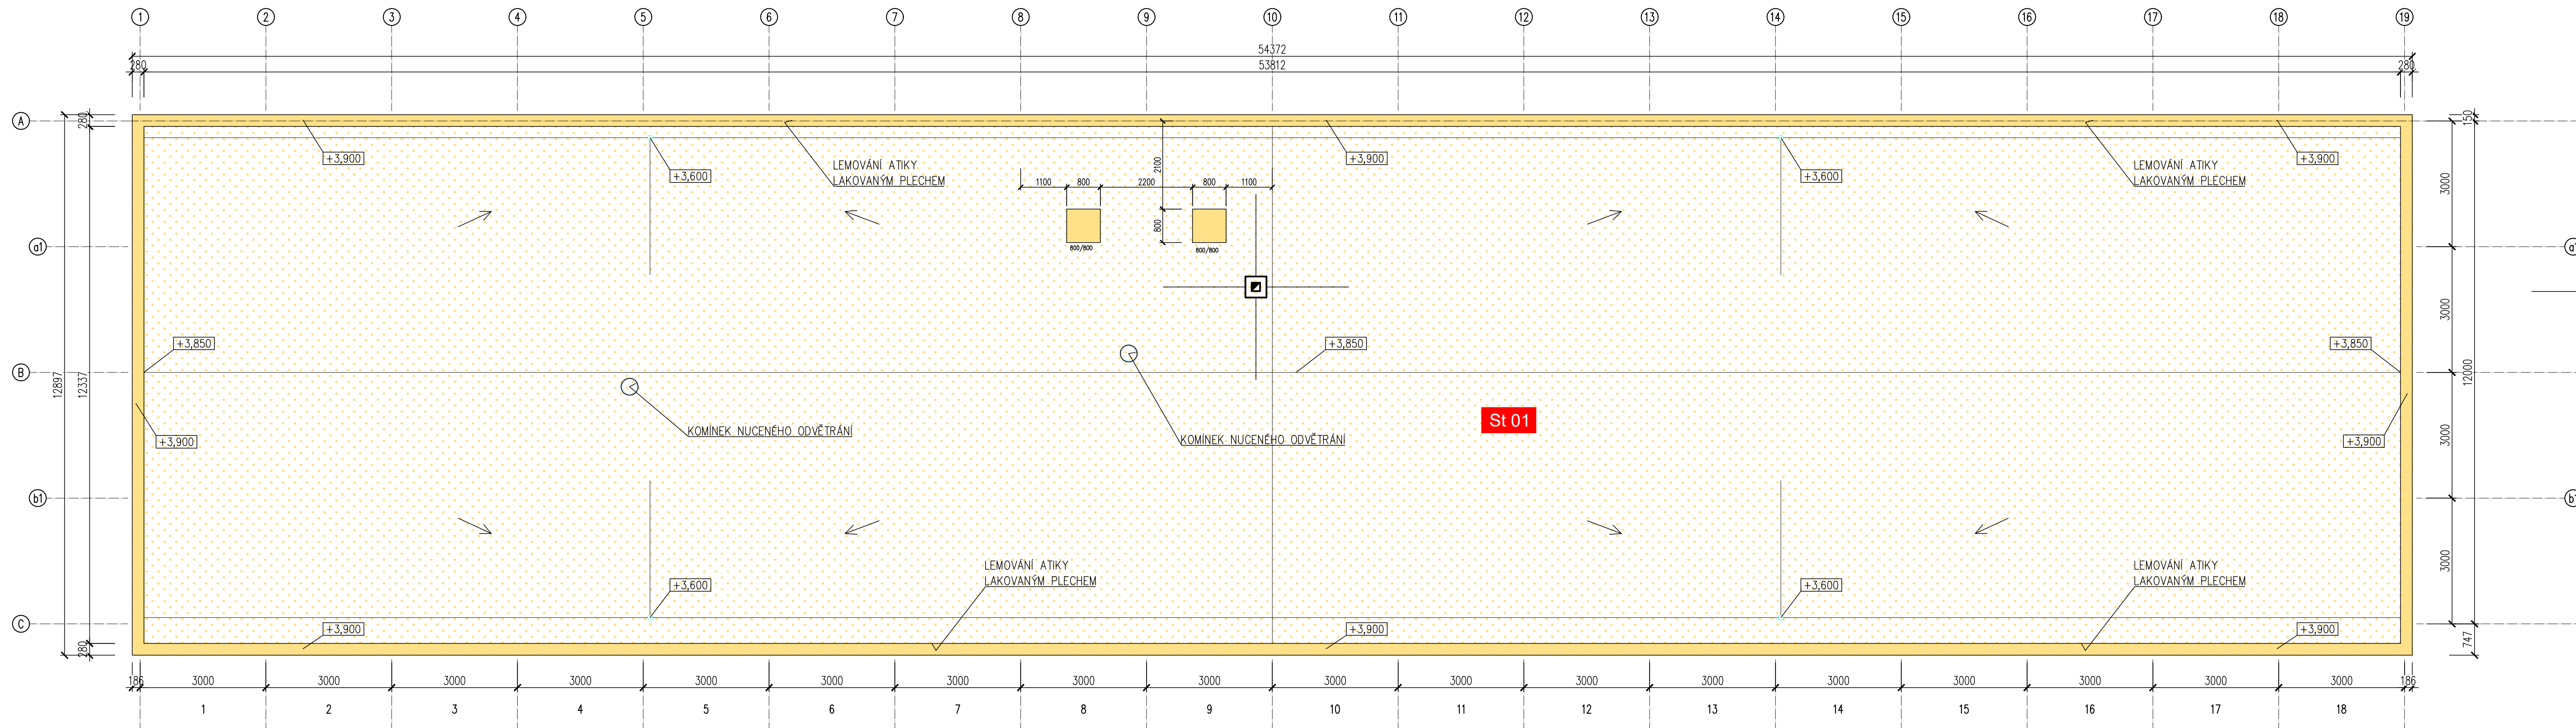 1 2 3 4 5 6 7 8 9 10 11 12 13 14 15 16 17 18 19
54372
280 53812 280
A
280
150
+3,900
+3,900
+3,900
LEMOVÁNÍ ATIKY
LAKOVANÝM PLECHEM
LEMOVÁNÍ ATIKY
LAKOVANÝM PLECHEM
+3,600
+3,600
2100
1100 800 2200 800 1100
3000
800
800/800
800/800
a1
3000
+3,850
+3,850
+3,850
B
12897
12337
12000
St 01
KOMÍNEK NUCENÉHO ODVĚTRÁNÍ
KOMÍNEK NUCENÉHO ODVĚTRÁNÍ
+3,900
+3,900
3000
b1
LEMOVÁNÍ ATIKY
LAKOVANÝM PLECHEM
LEMOVÁNÍ ATIKY
LAKOVANÝM PLECHEM
3000
+3,600
+3,600
C
+3,900
+3,900
+3,900
280
747
186 3000 3000 3000 3000 3000 3000 3000 3000 3000 3000 3000 3000 3000 3000 3000 3000 3000 3000 186
1 2 3 4 5 6 7 8 9 10 11 12 13 14 15 16 17 18